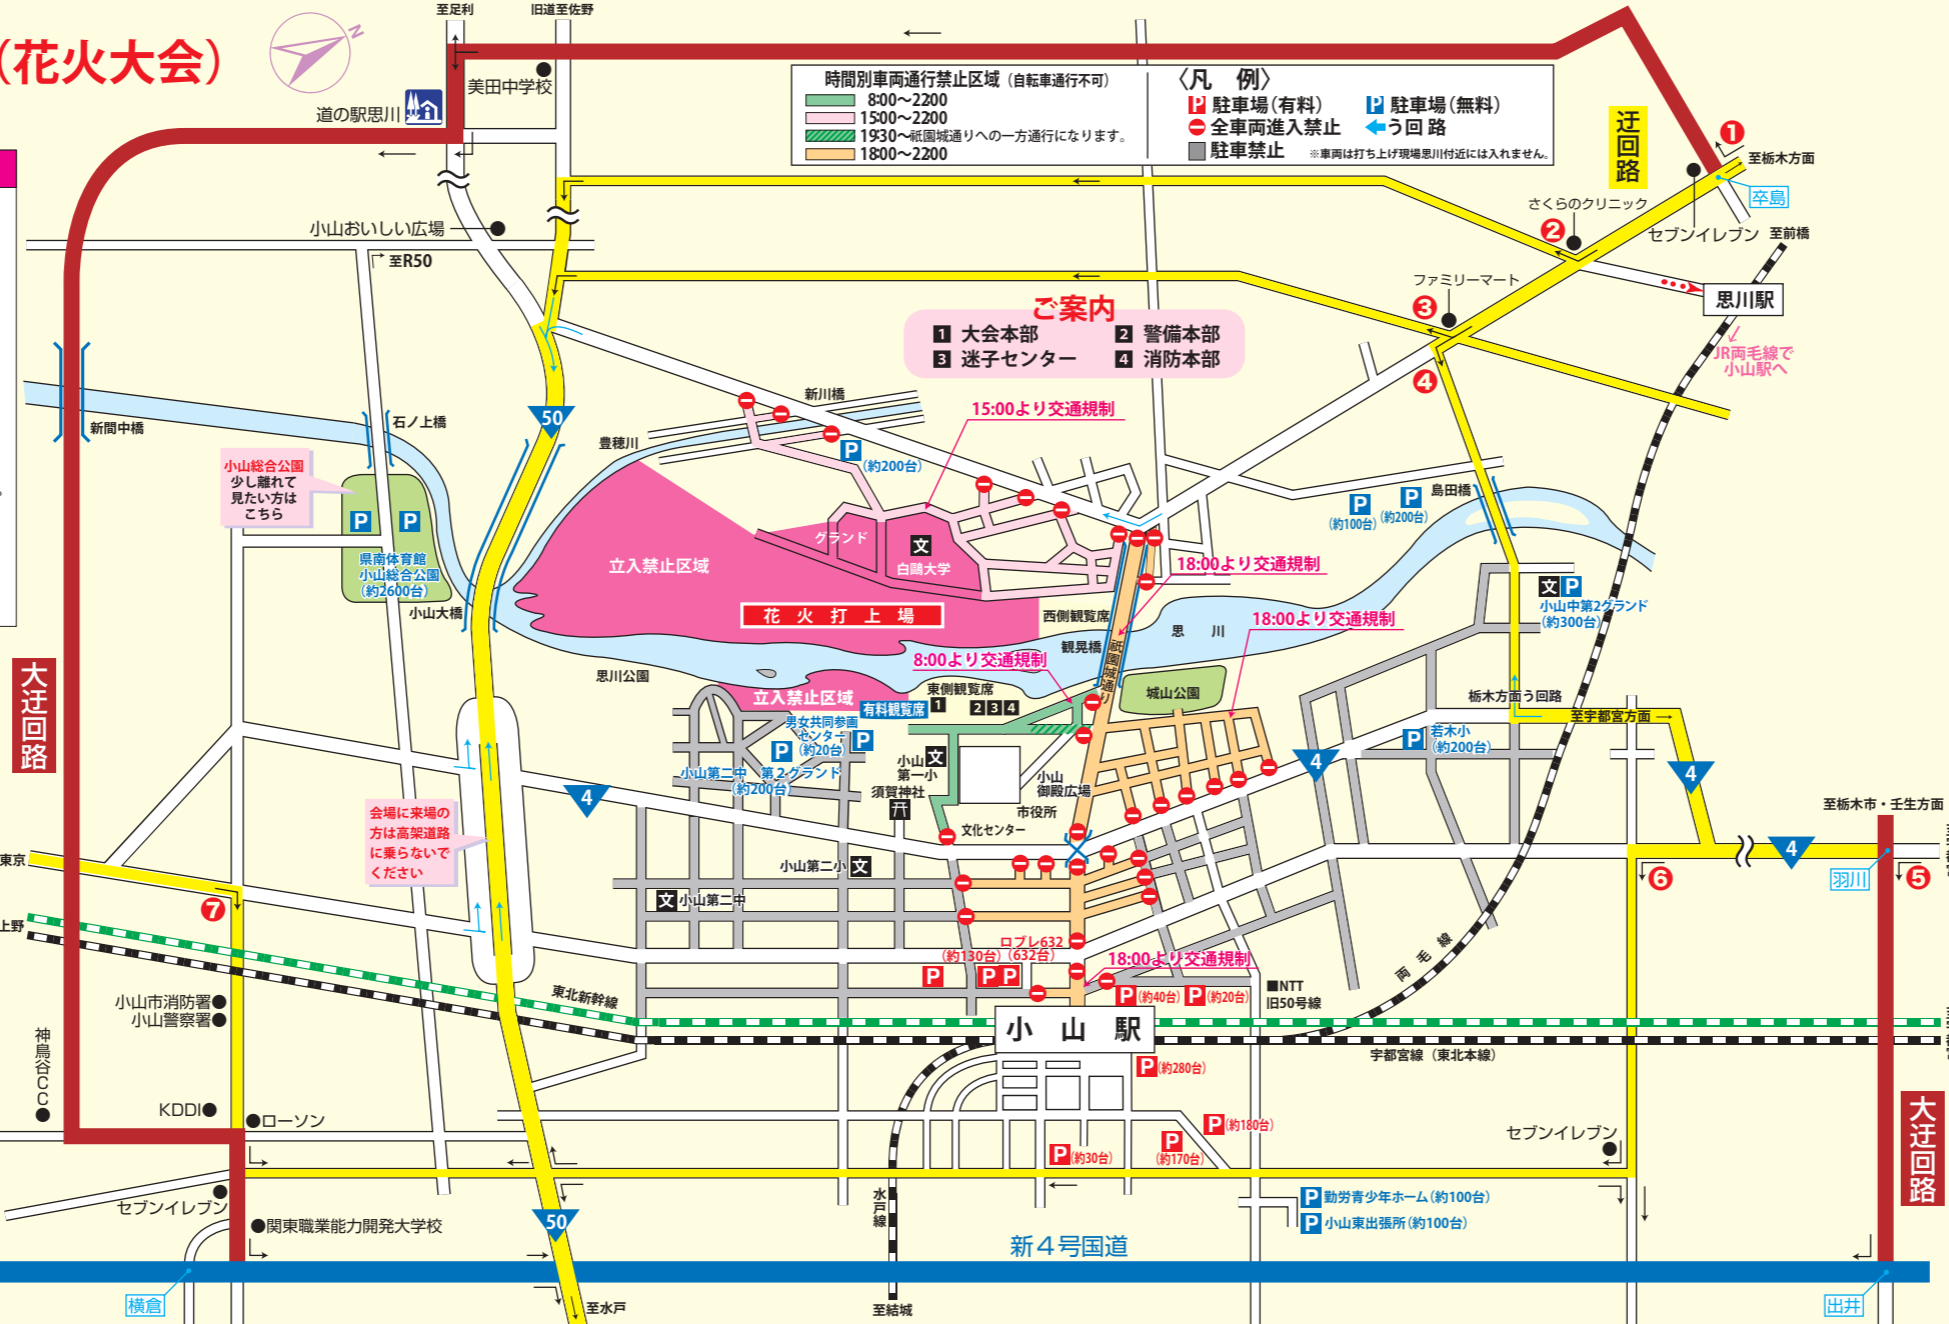 （花火大会）
N
至足利
旧道至佐野
美田中学校
道の駅思川
時間別車両通行禁止区域（自転車通行不可）
8:00～22:00
15:00～22:00
19:30～祇園城通りへの一方通行になります。
18:00～22:00
〈凡　例〉
P 駐車場（有料）
P 駐車場（無料）
全車両進入禁止
う回路
駐車禁止
※車両は打ち上げ現場思川付近には入れません。
迂回路
1
至栃木方面
卒島
さくらのクリニック
2
セブンイレブン
至前橋
小山おいしい広場
至R50
ファミリーマート
3
思川駅
JR両毛線で
小山駅へ
4
ご案内
1 大会本部
2 警備本部
3 迷子センター
4 消防本部
新川橋
15:00より交通規制
50
石ノ上橋
新間中橋
豊穂川
P
（約200台）
小山総合公園
少し離れて
見たい方は
こちら
P
P
県南体育館
小山総合公園
（約2600台）
小山大橋
島田橋
P
（約100台）
P
（約200台）
グランド
文
白鷗大学
立入禁止区域
花火打上場
18:00より交通規制
文 P
小山中第2グランド
（約300台）
西側観覧席
観晃橋
思　川
18:00より交通規制
祇園城通り
8:00より交通規制
思川公園
立入禁止区域
東側観覧席
有料観覧席
1
2 3 4
城山公園
栃木方面う回路
至宇都宮方面
大迂回路
男女共同参画
センター
（約20台）
P
P
小山第二中　第2グランド
（約200台）
小山
第一小
文
須賀神社
小山
御殿広場
市役所
文化センター
P
若木小
（約200台）
4
4
4
4
至栃木市・壬生方面
会場に来場の
方は高架道路
に乗らないで
ください
東京
7
上野
小山第二小 文
文 小山第二中
6
羽川
5
ロブレ632
（約130台）（632台）
P
P P
18:00より交通規制
P（約40台）
P（約20台）
■NTT
旧50号線
両毛線
東北新幹線
小山駅
宇都宮線（東北本線）
小山市消防署
小山警察署
神鳥谷CC
KDDI
ローソン
P（約280台）
P（約180台）
P
（約170台）
P（約30台）
セブンイレブン
大迂回路
セブンイレブン
関東職業能力開発大学校
水戸線
P 勤労青少年ホーム（約100台）
P 小山東出張所（約100台）
50
新４号国道
横倉
至水戸
至結城
出井